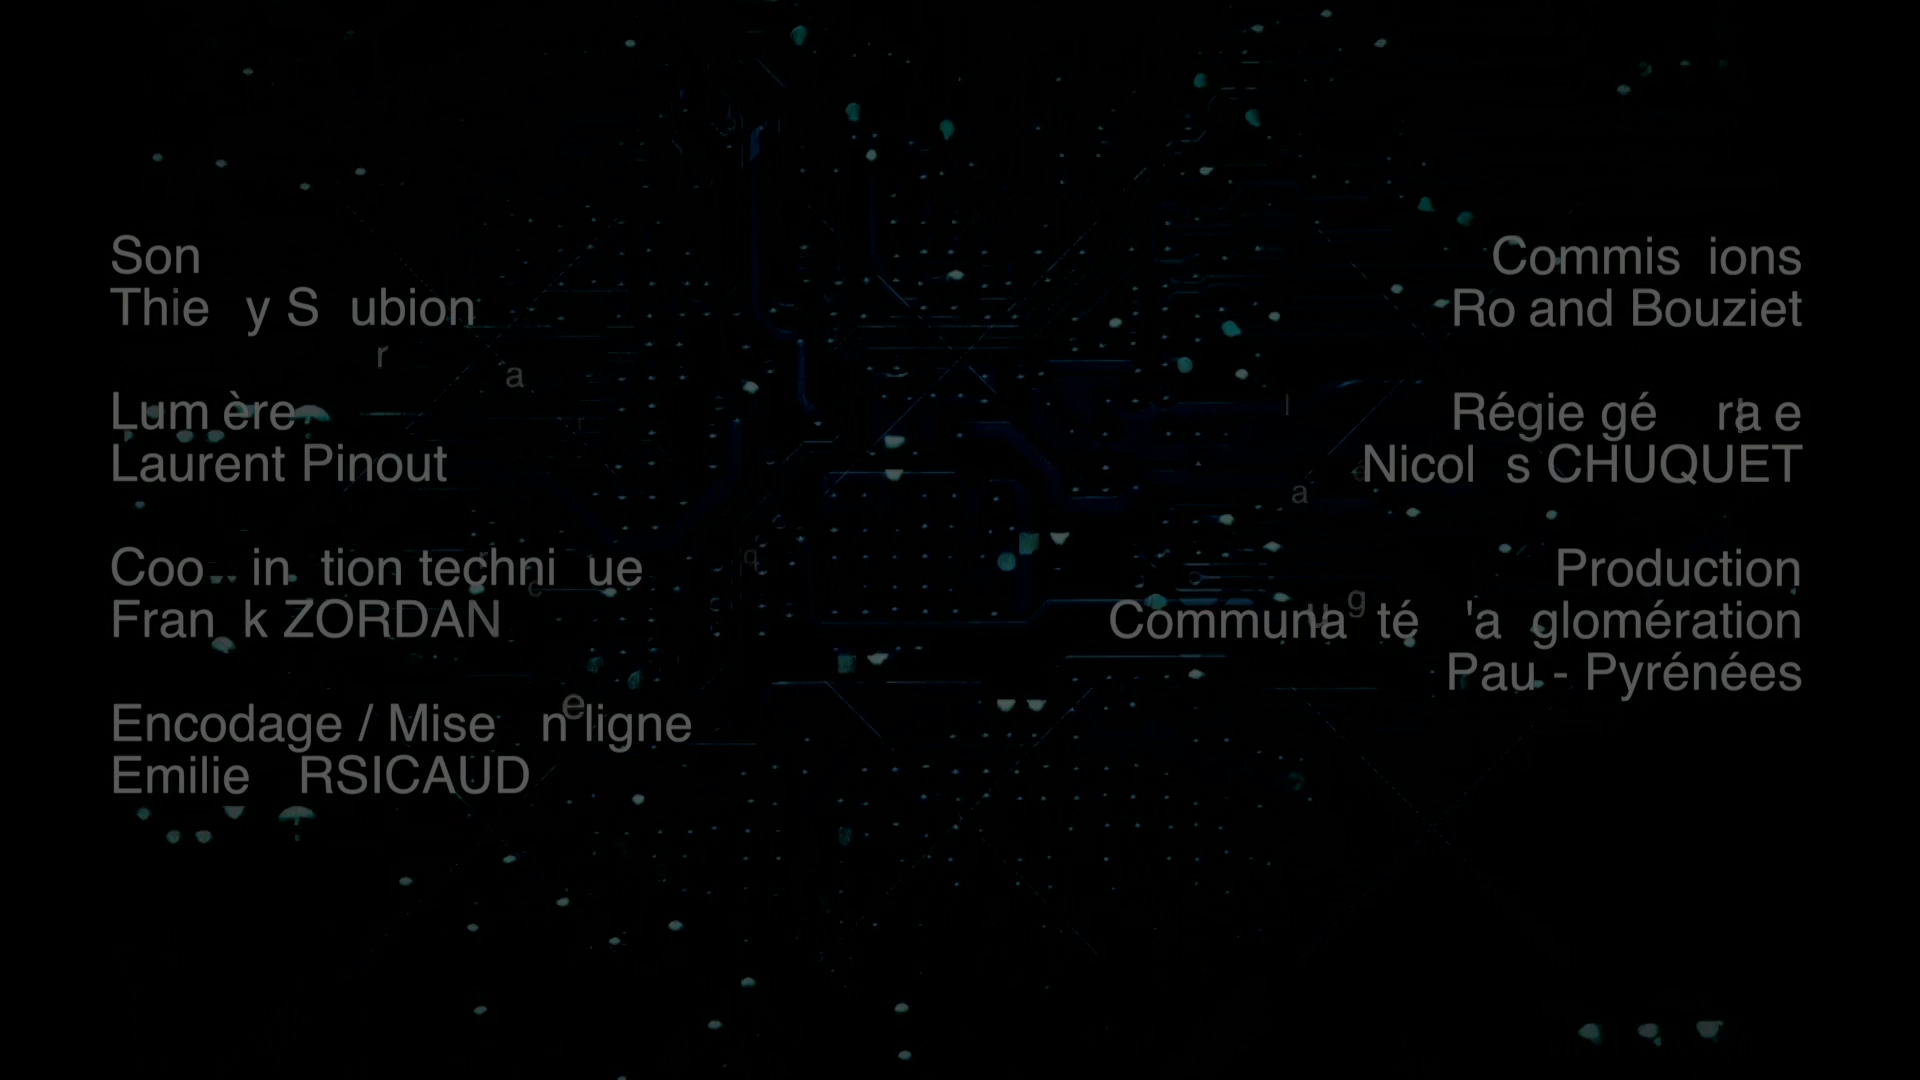 Son
Thie y S ubion
Lum ère
Laurent Pinout
Coo in tion techni ue
Fran k ZORDAN
Encodage / Mise n ligne
Emilie RSICAUD
Commis ions
Ro and Bouziet
Régie gé ra e
Nicol s CHUQUET
Production
Communa té 'a glomération
Pau - Pyrénées